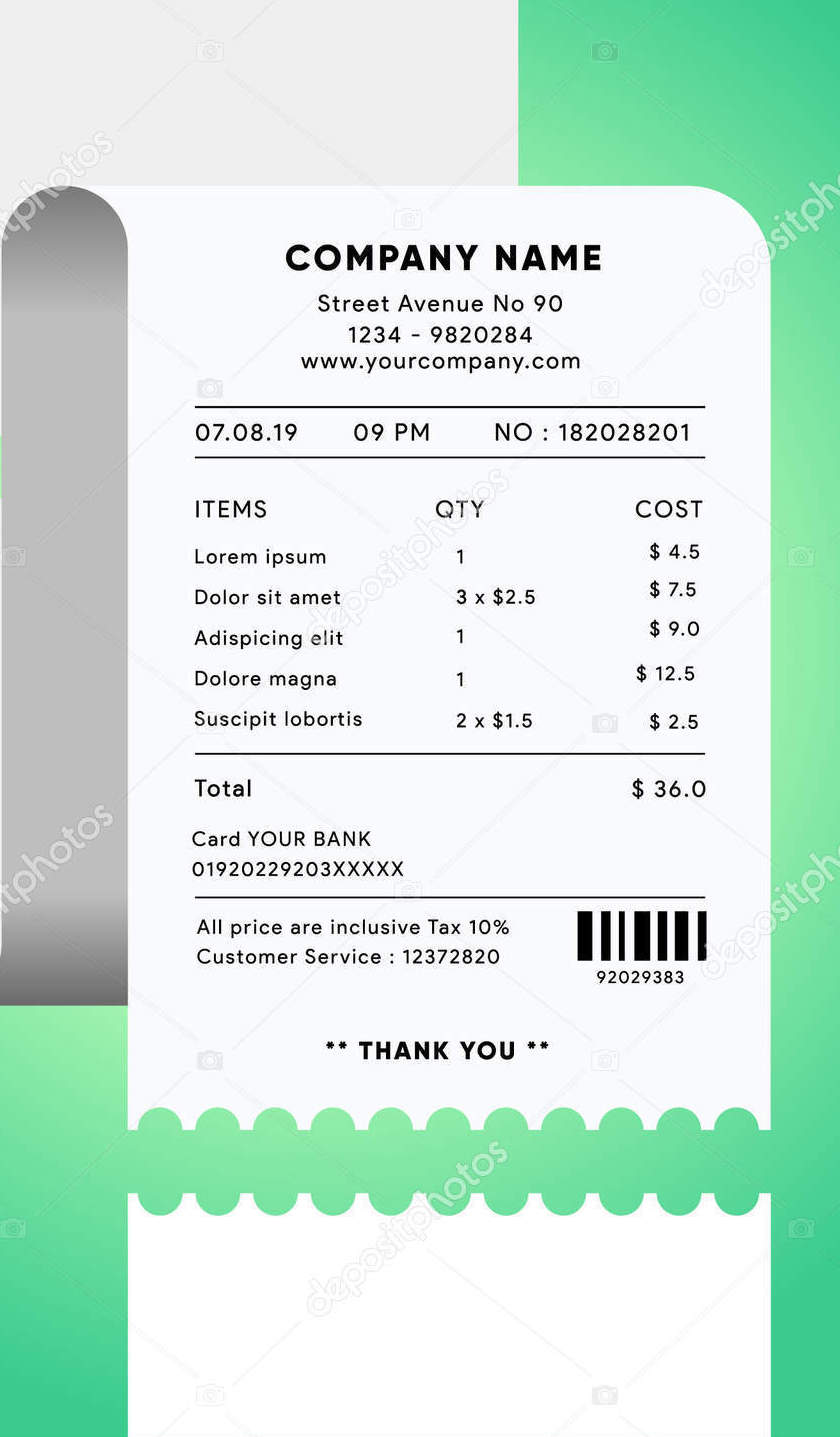 COMPANY NAME
Street Avenue No 90
1234 - 9820284
www.yourcompany.com
07.08.19 09 PM NO : 182028201
ITEMS QTY COST
Lorem ipsum 1 $ 4.5
Dolor sit amet 3 x $2.5 $ 7.5
Adispicing elit 1 $ 9.0
Dolore magna 1 $ 12.5
Suscipit lobortis 2 x $1.5 $ 2.5
Total $ 36.0
Card YOUR BANK
01920229203XXXXX
All price are inclusive Tax 10%
Customer Service : 12372820
92029383
** THANK YOU **
depositphotos
depositphotos